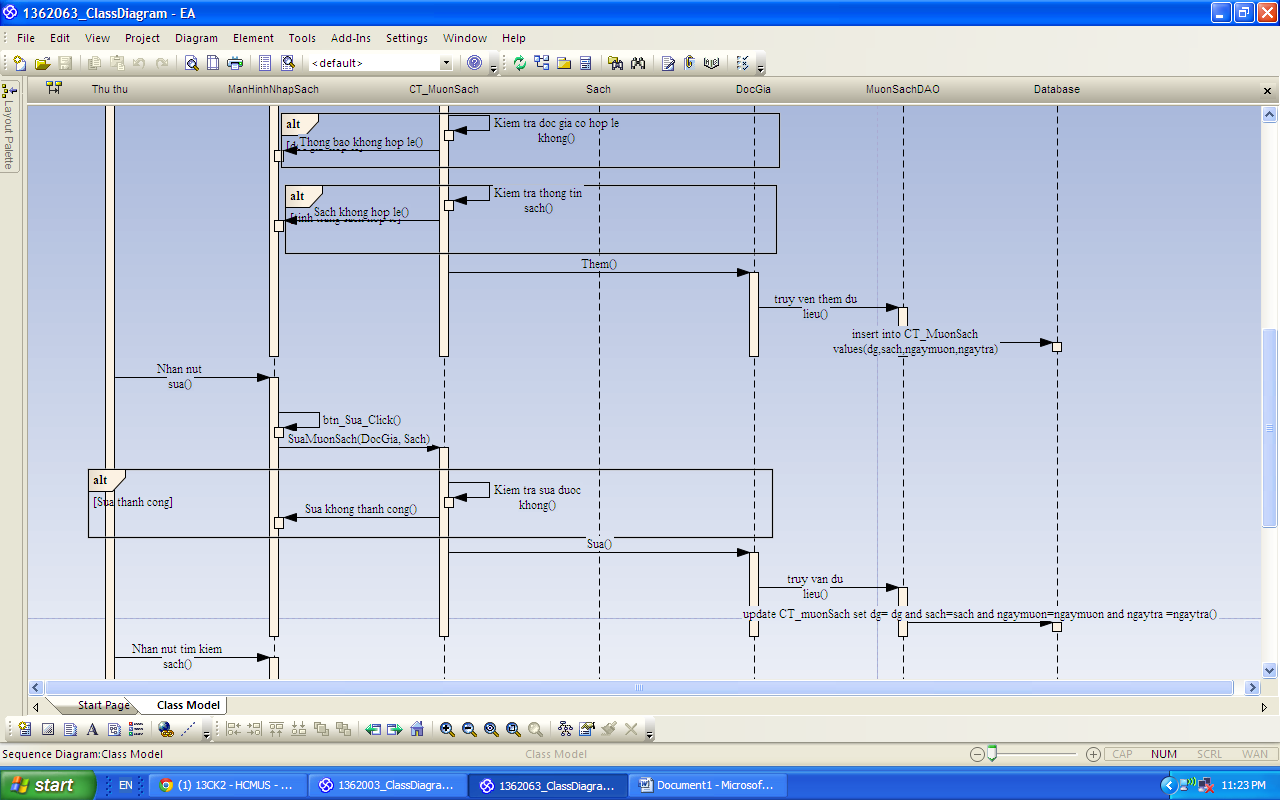 1362063_ClassDiagram - EA
File Edit View Project Diagram Element Tools Add-Ins Settings Window Help
<default>
Layout Palette
Thu thu ManHinhNhapSach CT_MuonSach Sach DocGia MuonSachDAO Database
alt
Kiem tra doc gia co hop le
khong()
Thong bao khong hop le()
alt
Kiem tra thong tin
sach()
Sach khong hop le()
Them()
truy ven them du
lieu()
insert into CT_MuonSach
values(dg,sach,ngaymuon,ngaytra)
Nhan nut
sua()
btn_Sua_Click()
SuaMuonSach(DocGia, Sach)
alt
[Sua thanh cong]
Kiem tra sua duoc
khong()
Sua khong thanh cong()
Sua()
truy van du
lieu()
update CT_muonSach set dg= dg and sach=sach and ngaymuon=ngaymuon and ngaytra =ngaytra()
Nhan nut tim kiem
sach()
Start Page Class Model
Sequence Diagram:Class Model Class Model CAP NUM SCRL WAN
start EN (1) 13CK2 - HCMUS - ... 1362003_ClassDiagra... 1362063_ClassDiagra... Document1 - Microsof... 11:23 PM